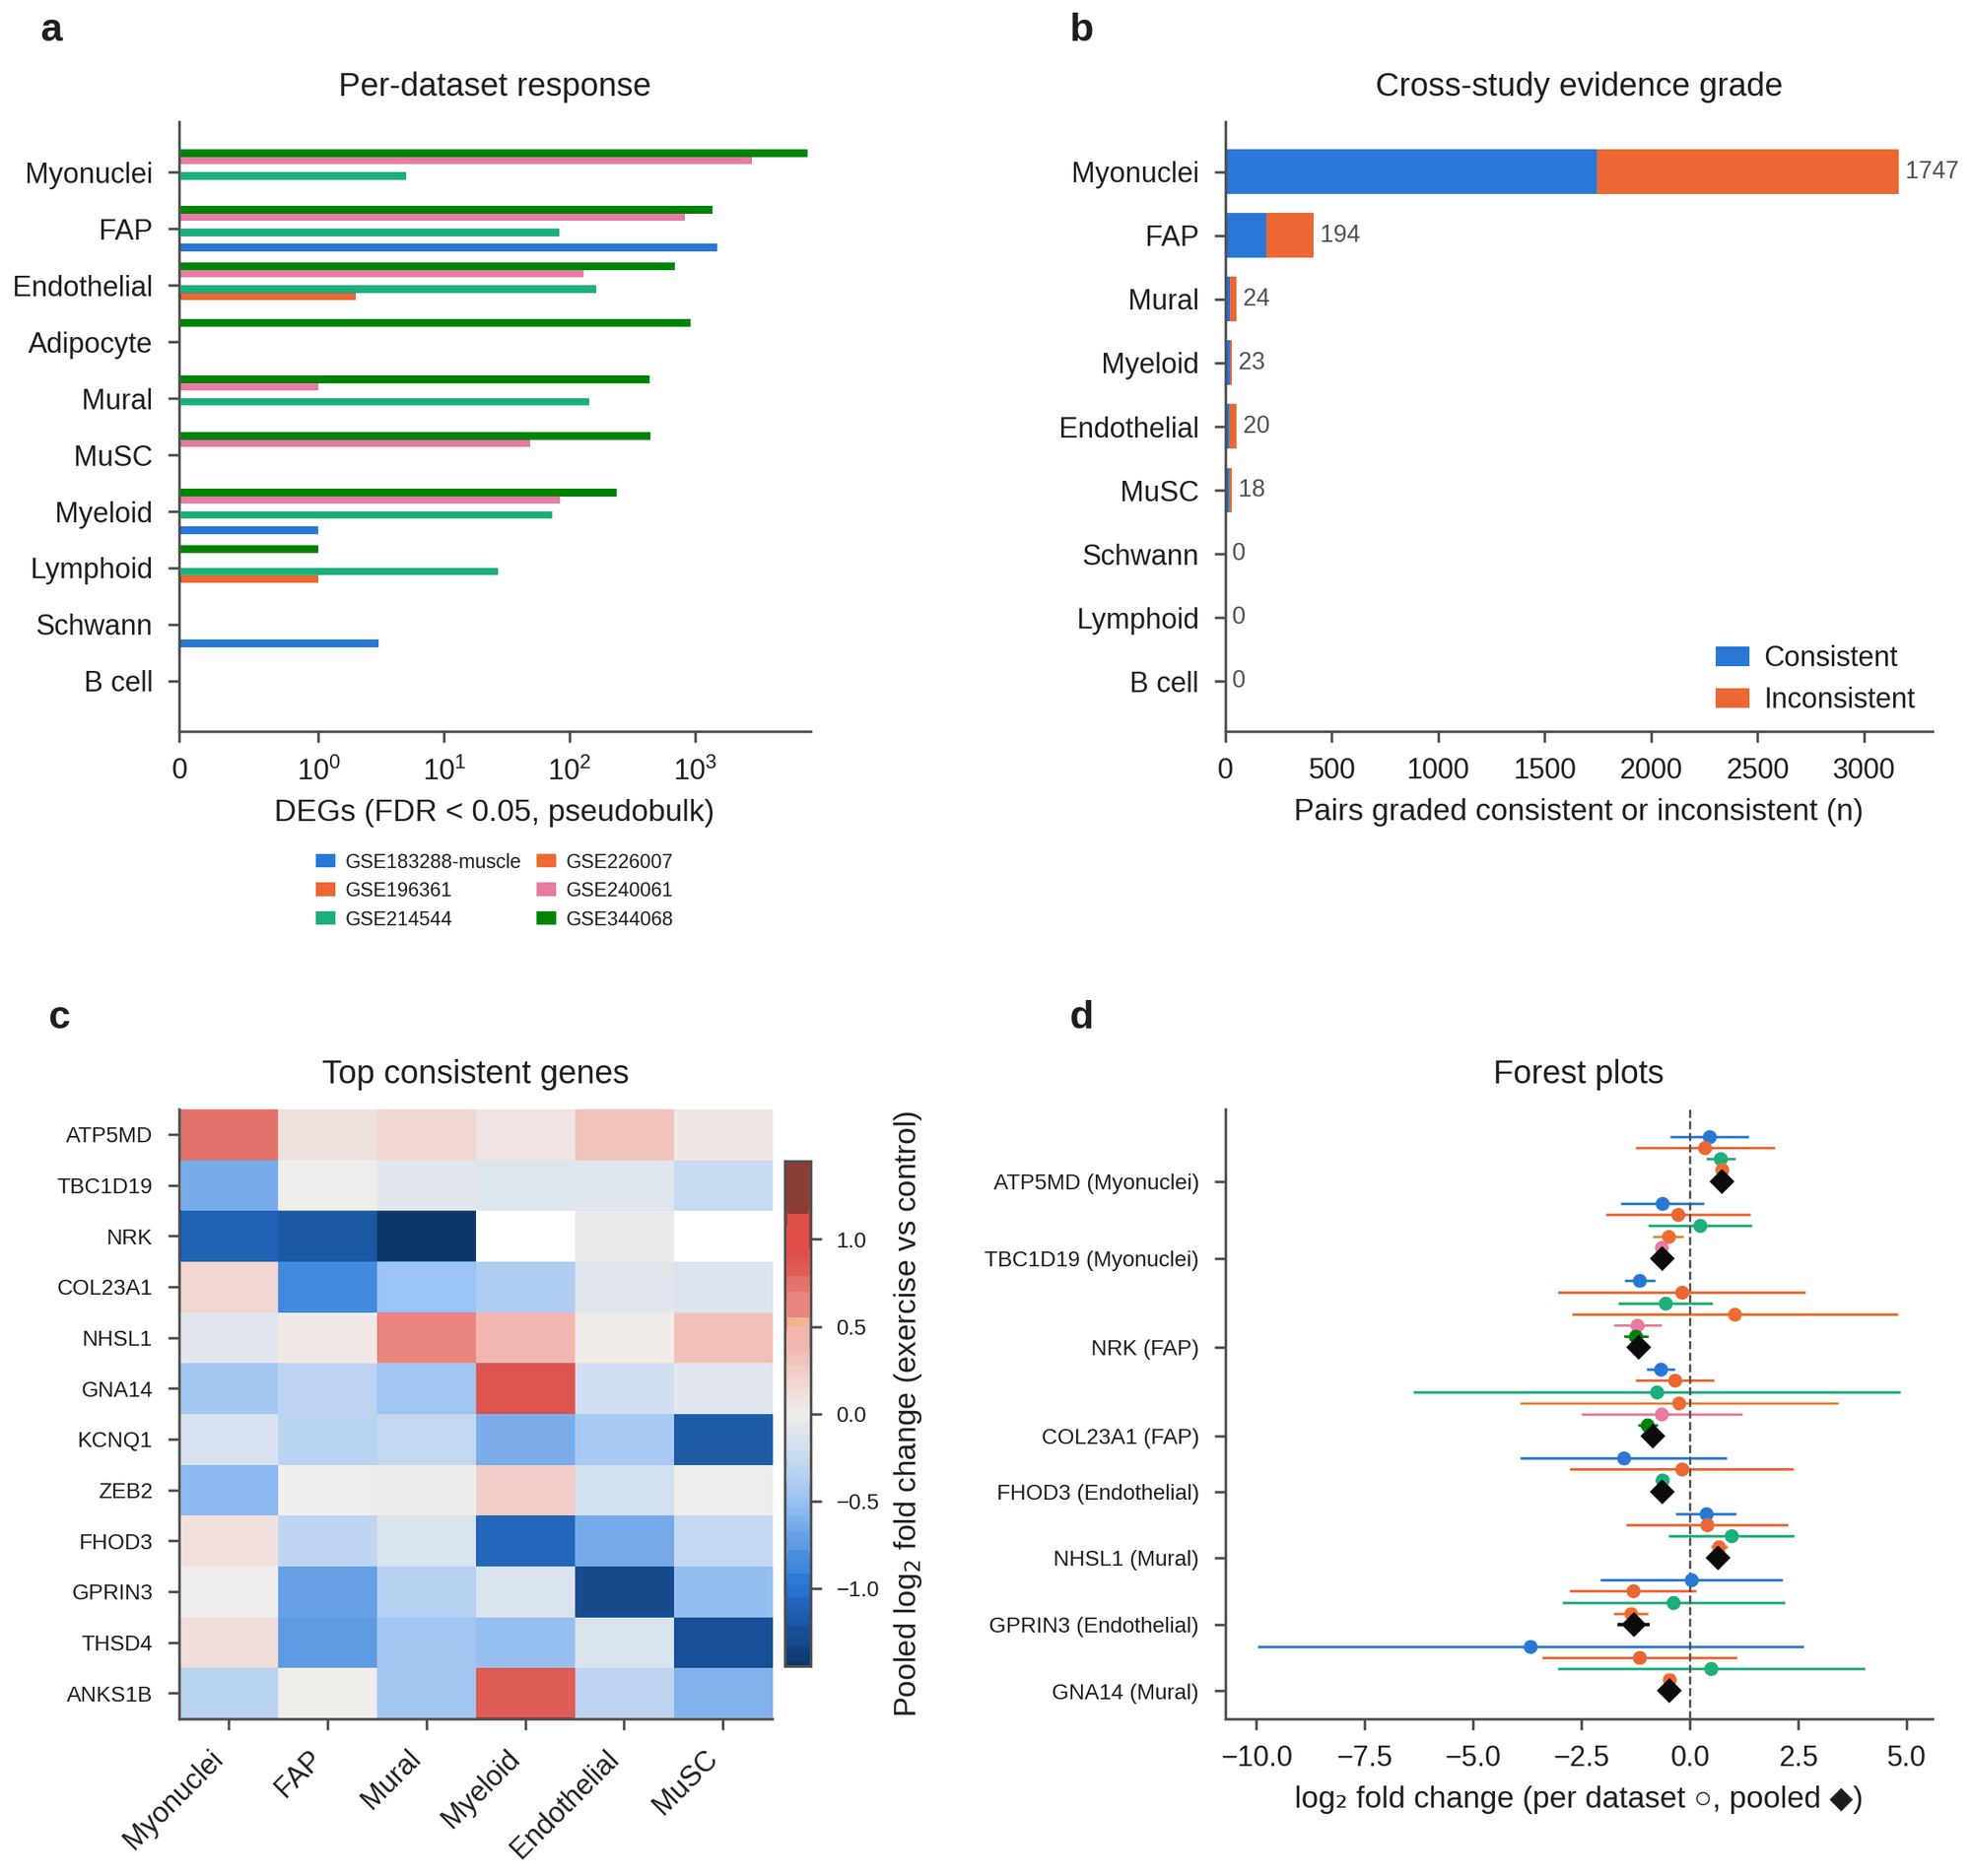 a
Per-dataset response
Myonuclei
FAP
Endothelial
Adipocyte
Mural
MuSC
Myeloid
Lymphoid
Schwann
B cell
0 10⁰ 10¹ 10² 10³
DEGs (FDR < 0.05, pseudobulk)
GSE183288-muscle GSE226007
GSE196361 GSE240061
GSE214544 GSE344068
b
Cross-study evidence grade
Myonuclei 1747
FAP 194
Mural 24
Myeloid 23
Endothelial 20
MuSC 18
Schwann 0
Lymphoid 0
B cell 0
Consistent
Inconsistent
0 500 1000 1500 2000 2500 3000
Pairs graded consistent or inconsistent (n)
c
Top consistent genes
ATP5MD
TBC1D19
NRK
COL23A1
NHSL1
GNA14
KCNQ1
ZEB2
FHOD3
GPRIN3
THSD4
ANKS1B
Myonuclei FAP Mural Myeloid Endothelial MuSC
1.0
0.5
0.0
−0.5
−1.0
Pooled log₂ fold change (exercise vs control)
d
Forest plots
ATP5MD (Myonuclei)
TBC1D19 (Myonuclei)
NRK (FAP)
COL23A1 (FAP)
FHOD3 (Endothelial)
NHSL1 (Mural)
GPRIN3 (Endothelial)
GNA14 (Mural)
−10.0 −7.5 −5.0 −2.5 0.0 2.5 5.0
log₂ fold change (per dataset ○, pooled ◆)